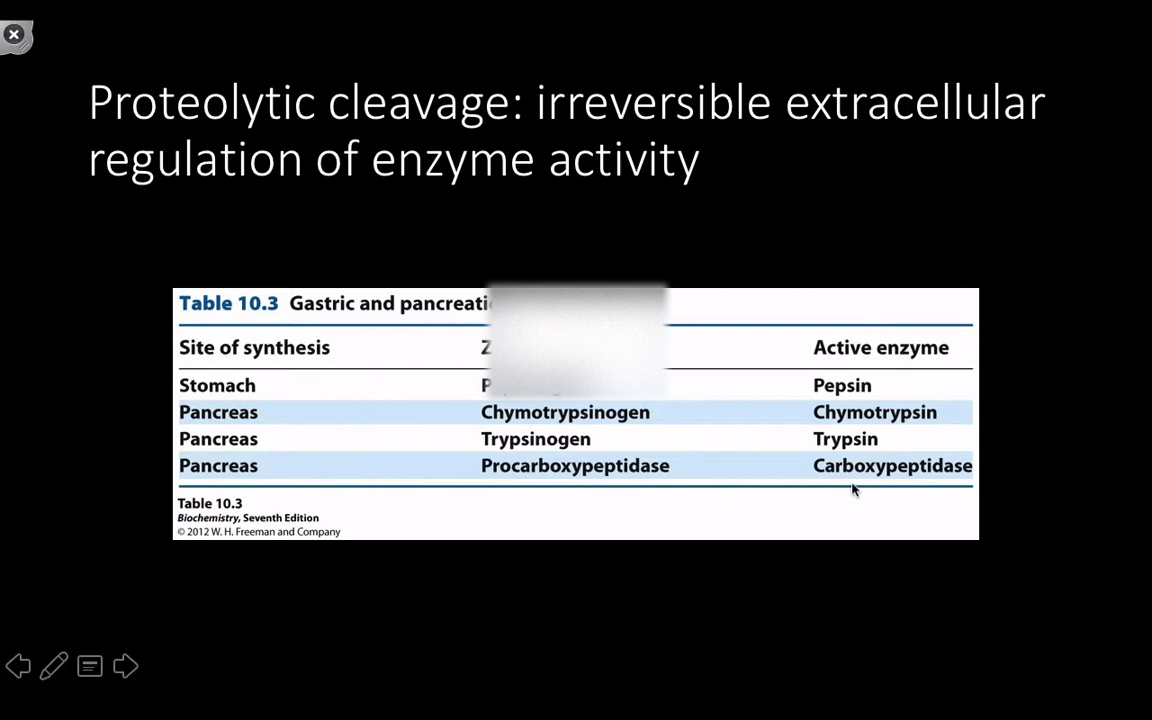 Proteolytic cleavage: irreversible extracellular
regulation of enzyme activity
Table 10.3 Gastric and
Site of synthesis Active enzyme
Stomach Pepsin
Pancreas Chymotrypsinogen Chymotrypsin
Pancreas Trypsinogen Trypsin
Pancreas Procarboxypeptidase Carboxypeptidase
Table 10.3
Biochemistry, Seventh Edition
© 2012 W. H. Freeman and Company